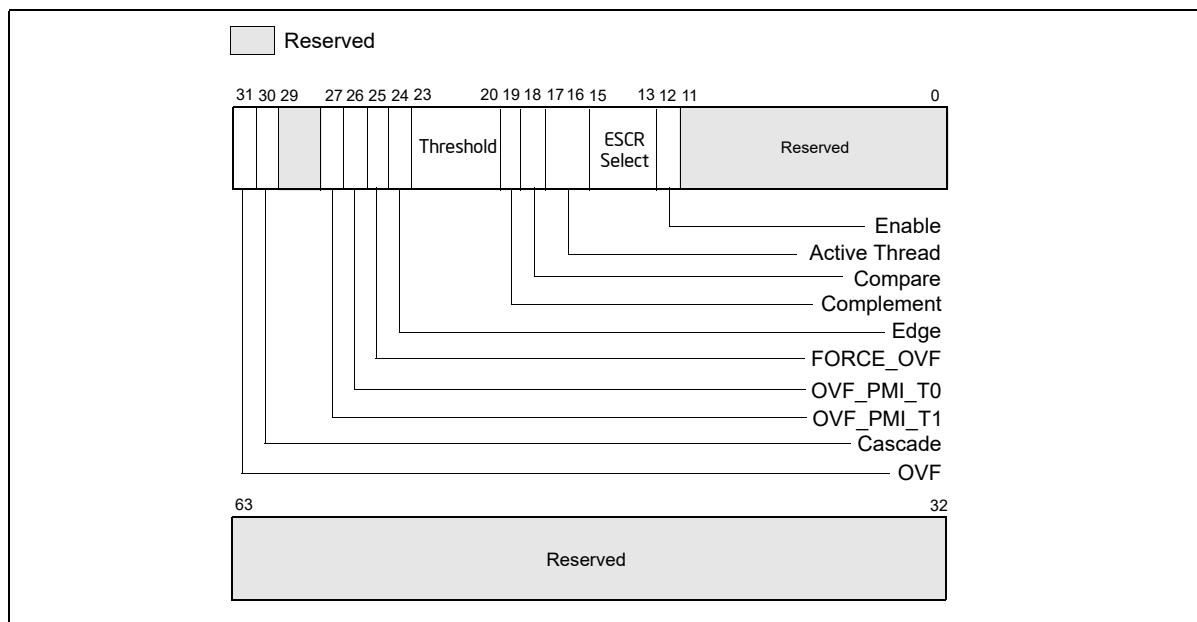 Reserved
31 30 29 27 26 25 24 23 20 19 18 17 16 15 13 12 11 0
Threshold
ESCR
Select
Reserved
Enable
Active Thread
Compare
Complement
Edge
FORCE_OVF
OVF_PMI_T0
OVF_PMI_T1
Cascade
OVF
63 32
Reserved